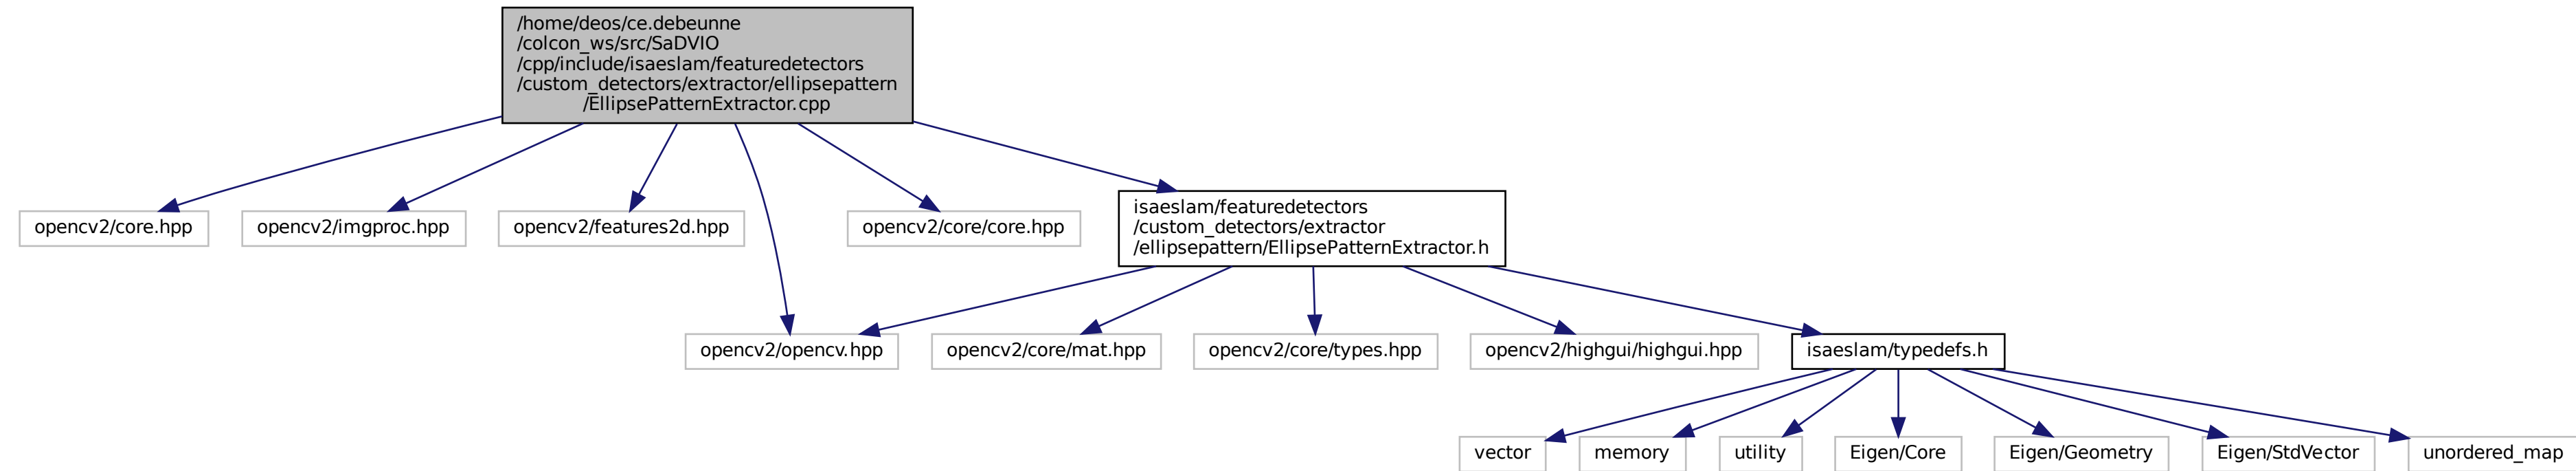 /home/deos/ce.debeunne
/colcon_ws/src/SaDVIO
/cpp/include/isaeslam/featuredetectors
/custom_detectors/extractor/ellipsepattern
/EllipsePatternExtractor.cpp
opencv2/core.hpp
opencv2/imgproc.hpp
opencv2/features2d.hpp
opencv2/core/core.hpp
isaeslam/featuredetectors
/custom_detectors/extractor
/ellipsepattern/EllipsePatternExtractor.h
opencv2/opencv.hpp
opencv2/core/mat.hpp
opencv2/core/types.hpp
opencv2/highgui/highgui.hpp
isaeslam/typedefs.h
vector
memory
utility
Eigen/Core
Eigen/Geometry
Eigen/StdVector
unordered_map